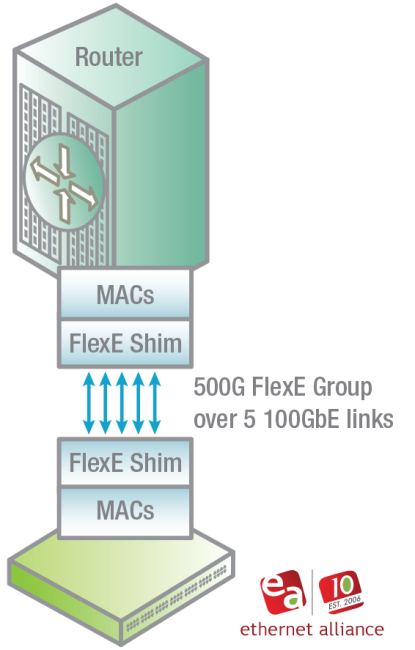 Router
MACs
FlexE Shim
500G FlexE Group
over 5 100GbE links
FlexE Shim
MACs
ea
10
EST. 2006
ethernet alliance